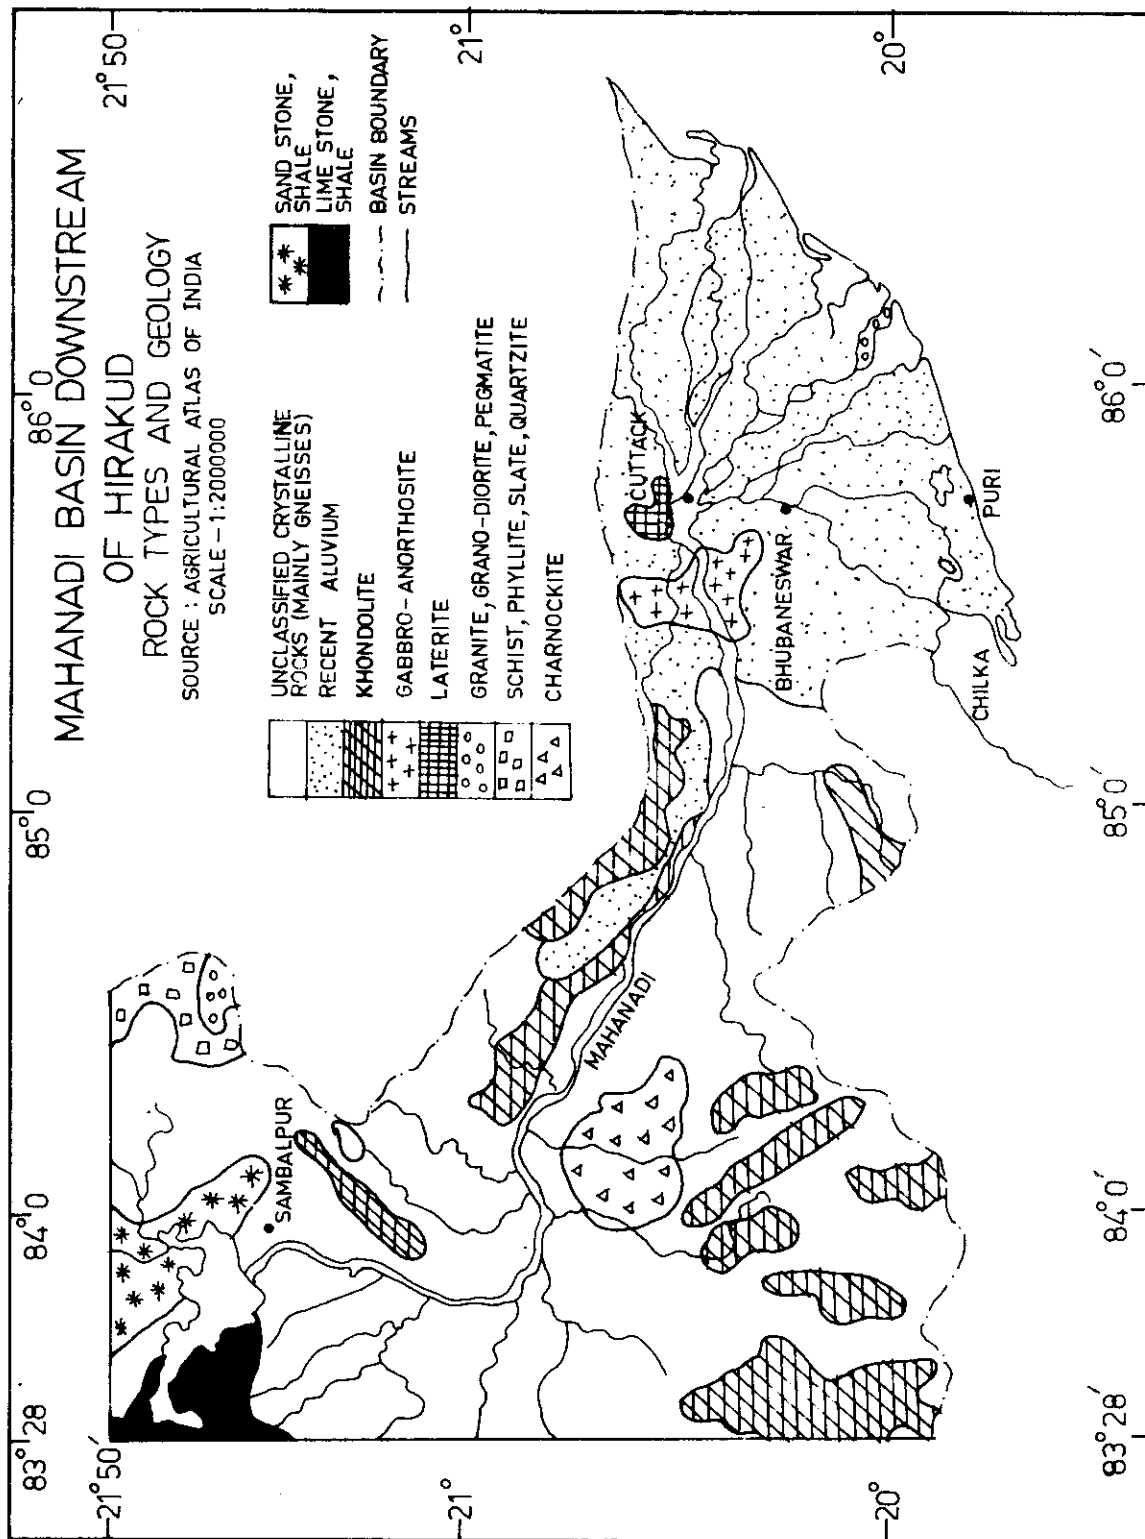 MAHANADI BASIN DOWNSTREAM
OF HIRAKUD
ROCK TYPES AND GEOLOGY
SOURCE : AGRICULTURAL ATLAS OF INDIA
SCALE - 1:2000000
UNCLASSIFIED CRYSTALLINE
ROCKS (MAINLY GNEISSES)
RECENT ALUVIUM
KHONDOLITE
GABBRO - ANORTHOSITE
LATERITE
GRANITE, GRANO-DIORITE, PEGMATITE
SCHIST, PHYLLITE, SLATE, QUARTZITE
CHARNOCKITE
SAND STONE,
SHALE
LIME STONE,
SHALE
BASIN BOUNDARY
STREAMS
83° 28'
84° 0'
85° 0'
86° 0'
21° 50'
21°
20°
21° 50'
21°
20°
83° 28'
84° 0'
85° 0'
86° 0'
SAMBALPUR
MAHANADI
CUTTACK
BHUBANESWAR
PURI
CHILKA